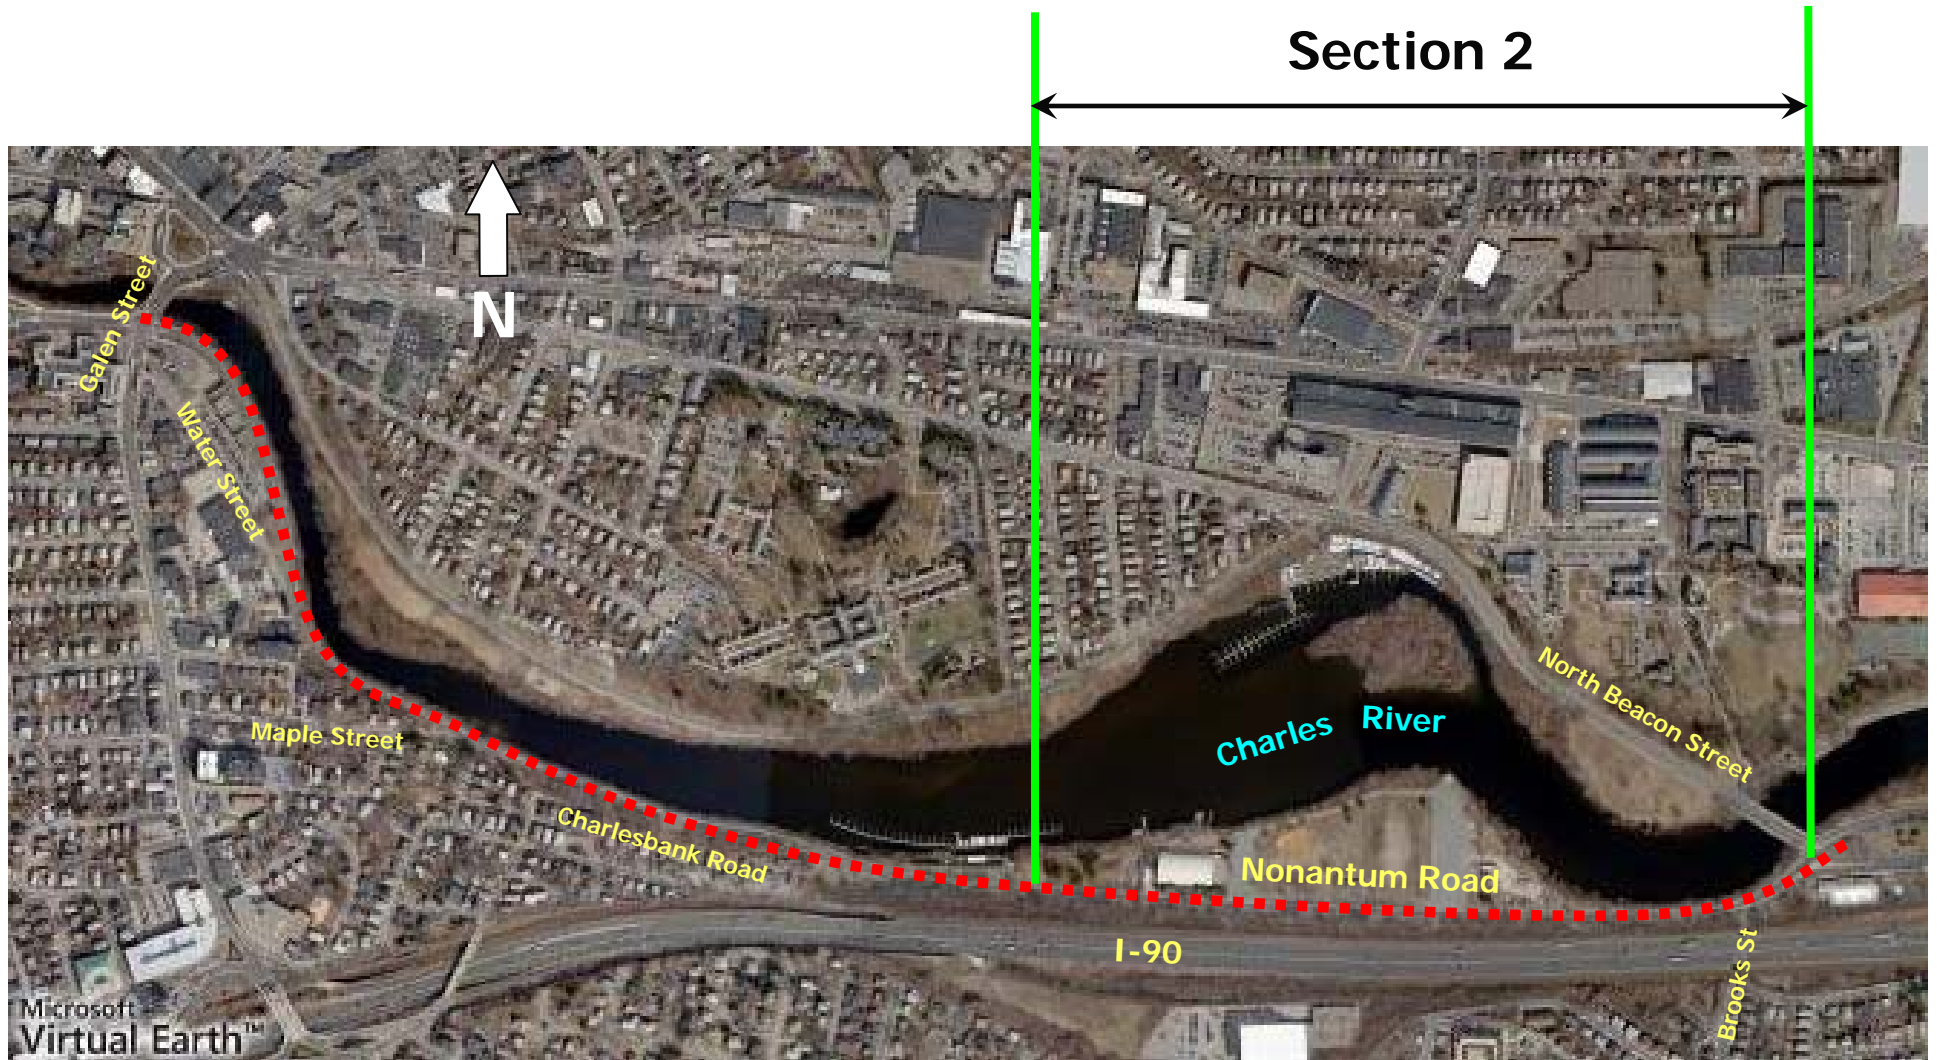 Section 2
N
Galen Street
Water Street
Maple Street
Charlesbank Road
Charles River
North Beacon Street
Nonantum Road
I-90
Brooks St
Microsoft
Virtual Earth™